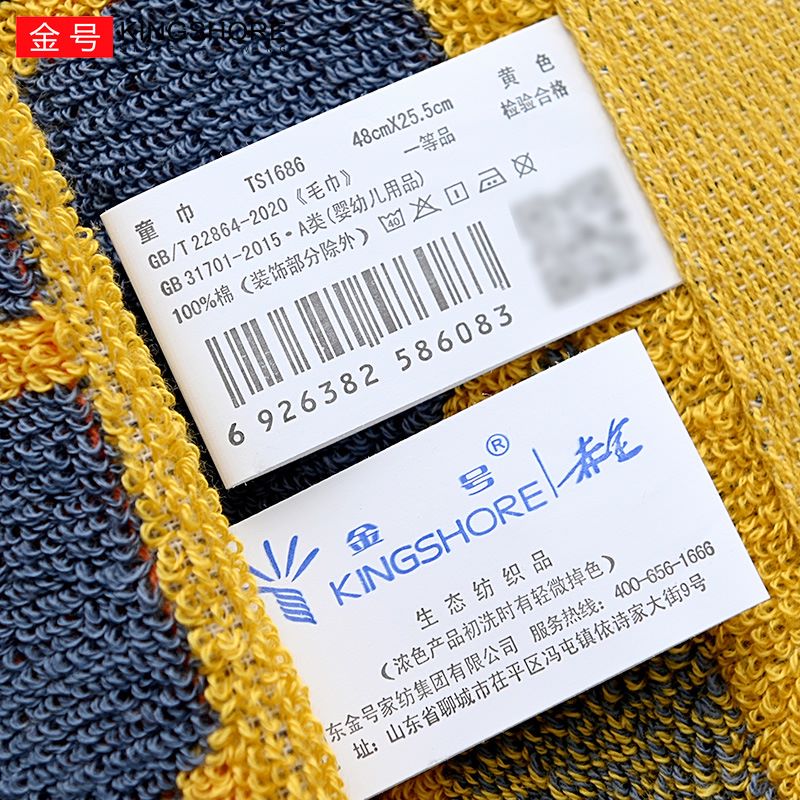 金号 KINGSHORE
黄色
48cmX25.5cm 检验合格
童巾 TS1686 一等品
GB/T 22864-2020《毛巾》
GB 31701-2015·A类(婴幼儿用品)
100%棉(装饰部分除外)
6 926382 586083
金号®
KINGSHORE
生态纺织品
(浓色产品初洗时有轻微掉色)
东金号家纺集团有限公司 服务热线:400-656-1666
址:山东省聊城市茌平区冯屯镇依诗家大街9号